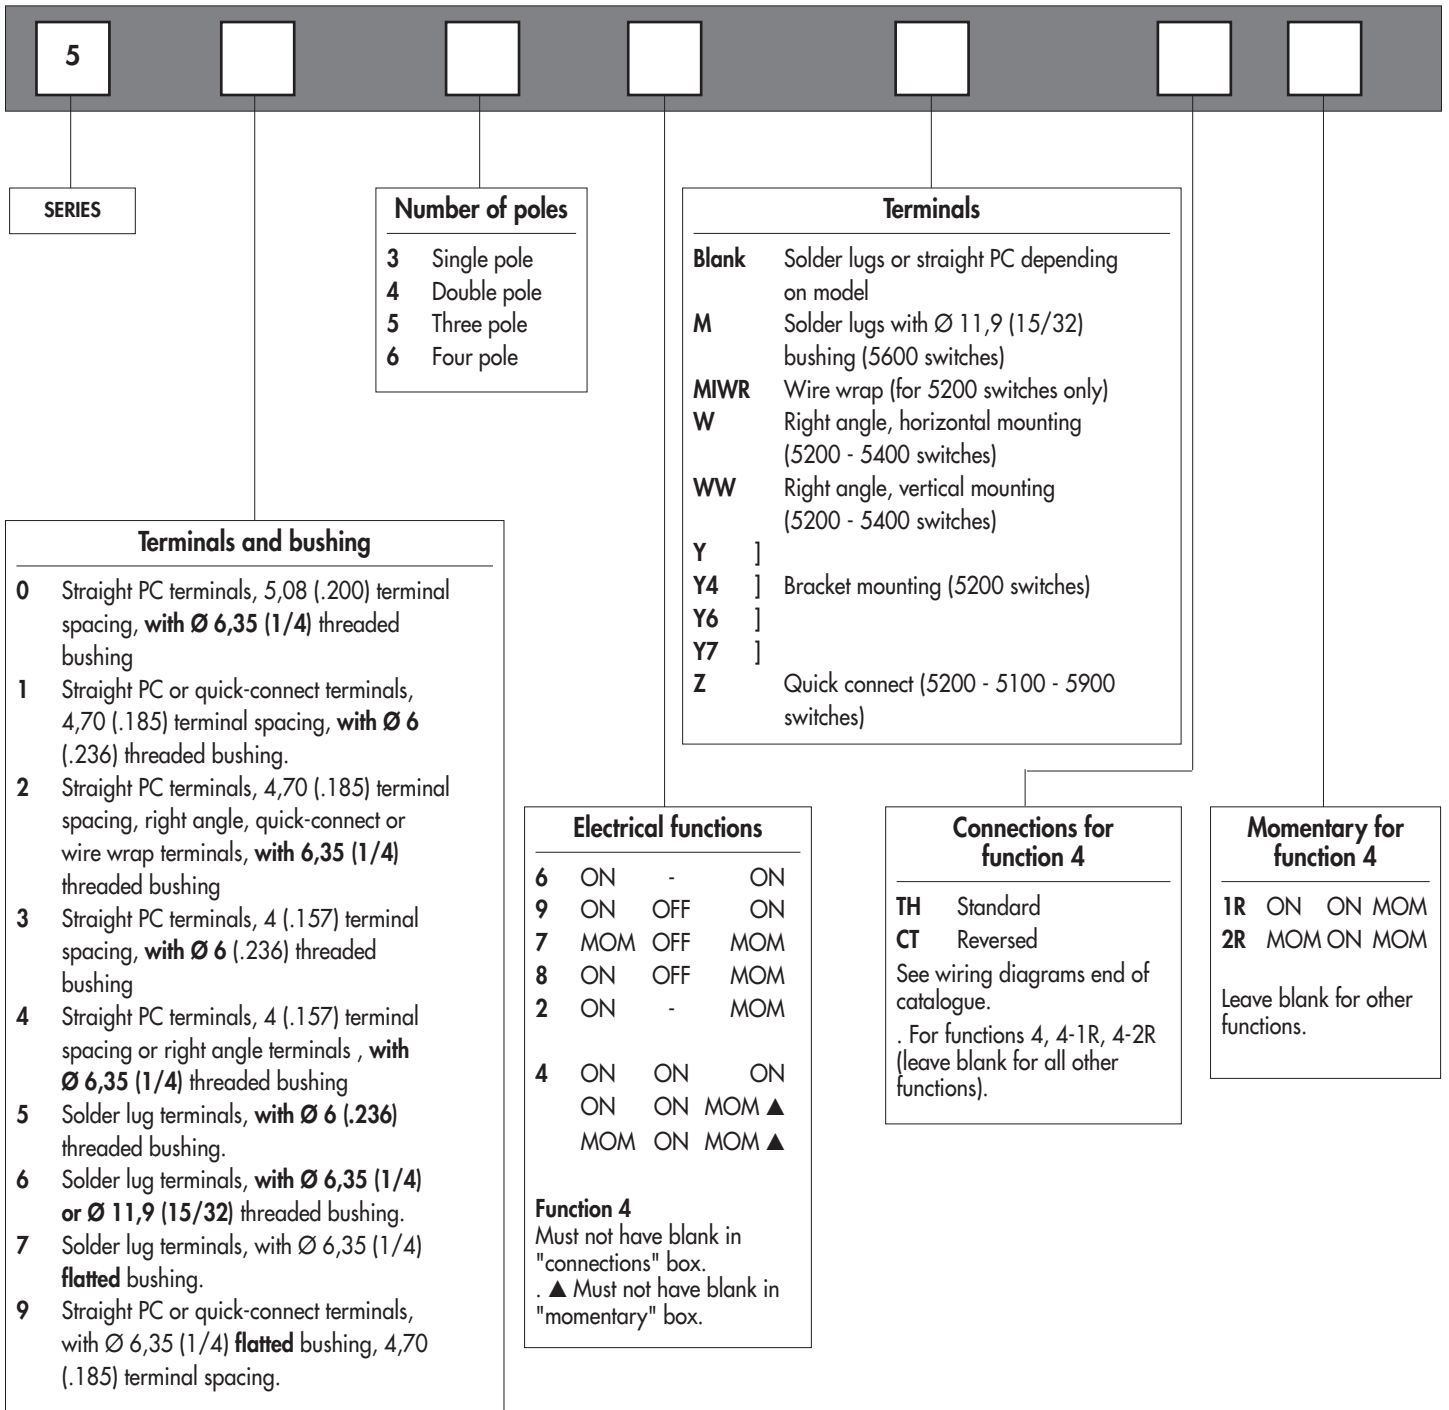 5
SERIES
Number of poles
3 Single pole
4 Double pole
5 Three pole
6 Four pole
Terminals
Blank Solder lugs or straight PC depending
on model
M Solder lugs with Ø 11,9 (15/32)
bushing (5600 switches)
MIWR Wire wrap (for 5200 switches only)
W Right angle, horizontal mounting
(5200 - 5400 switches)
WW Right angle, vertical mounting
(5200 - 5400 switches)
Y ]
Y4 ] Bracket mounting (5200 switches)
Y6 ]
Y7 ]
Z Quick connect (5200 - 5100 - 5900
switches)
Terminals and bushing
0 Straight PC terminals, 5,08 (.200) terminal
spacing, with Ø 6,35 (1/4) threaded
bushing
1 Straight PC or quick-connect terminals,
4,70 (.185) terminal spacing, with Ø 6
(.236) threaded bushing.
2 Straight PC terminals, 4,70 (.185) terminal
spacing, right angle, quick-connect or
wire wrap terminals, with 6,35 (1/4)
threaded bushing
3 Straight PC terminals, 4 (.157) terminal
spacing, with Ø 6 (.236) threaded
bushing
4 Straight PC terminals, 4 (.157) terminal
spacing or right angle terminals , with
Ø 6,35 (1/4) threaded bushing
5 Solder lug terminals, with Ø 6 (.236)
threaded bushing.
6 Solder lug terminals, with Ø 6,35 (1/4)
or Ø 11,9 (15/32) threaded bushing.
7 Solder lug terminals, with Ø 6,35 (1/4)
flatted bushing.
9 Straight PC or quick-connect terminals,
with Ø 6,35 (1/4) flatted bushing, 4,70
(.185) terminal spacing.
Electrical functions
6 ON - ON
9 ON OFF ON
7 MOM OFF MOM
8 ON OFF MOM
2 ON - MOM
4 ON ON ON
ON ON MOM ▲
MOM ON MOM ▲
Function 4
Must not have blank in
"connections" box.
. ▲ Must not have blank in
"momentary" box.
Connections for
function 4
TH Standard
CT Reversed
See wiring diagrams end of
catalogue.
. For functions 4, 4-1R, 4-2R
(leave blank for all other
functions).
Momentary for
function 4
1R ON ON MOM
2R MOM ON MOM
Leave blank for other
functions.